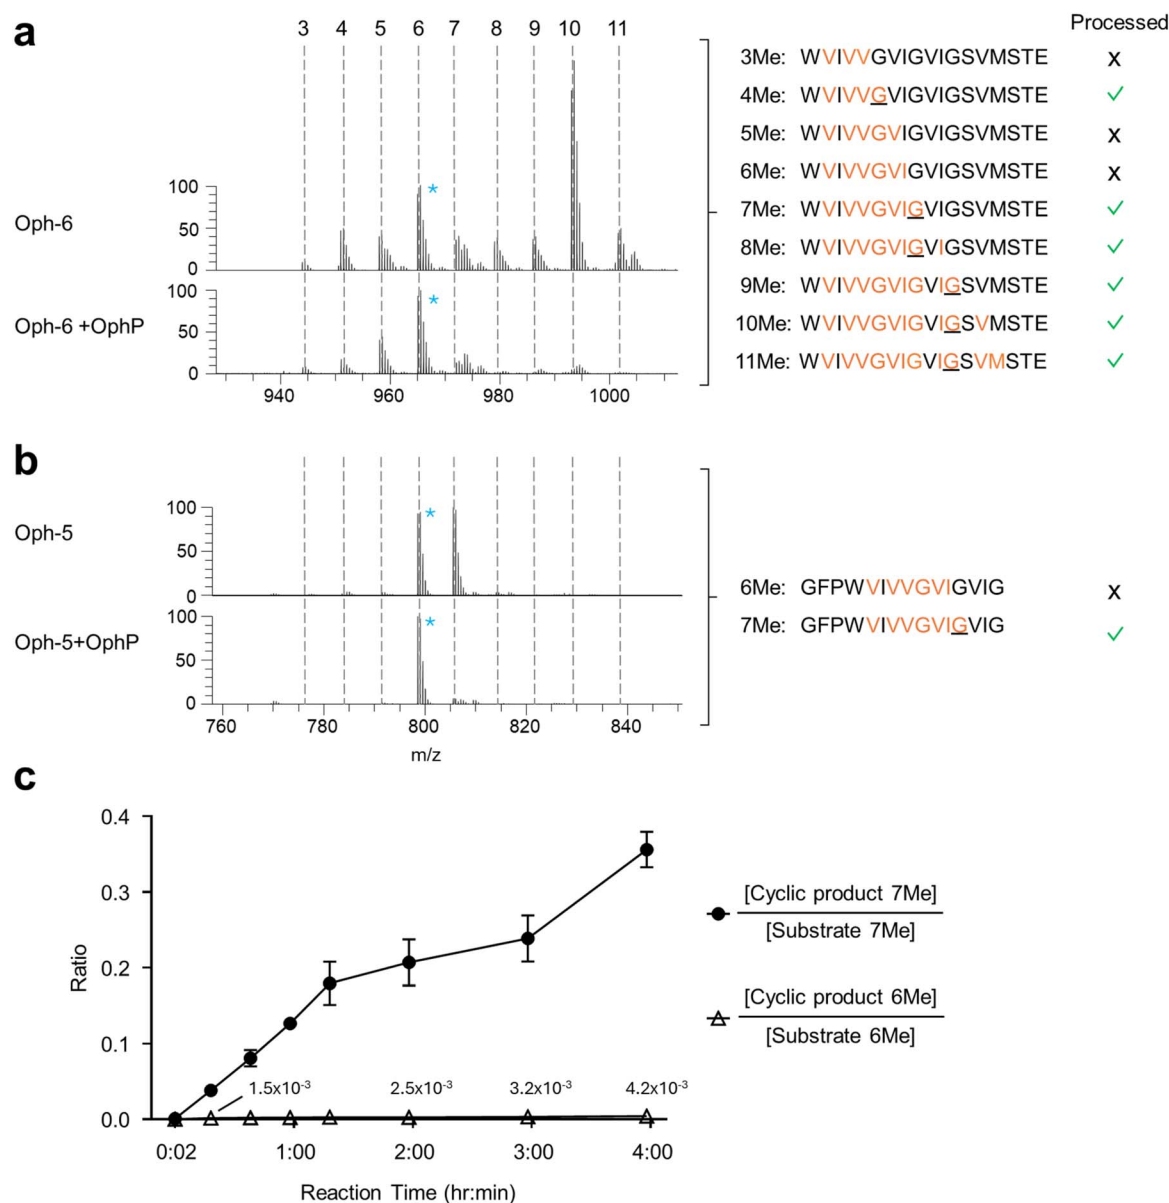 a
3 4 5 6 7 8 9 10 11
Processed
3Me: WVIVVGVIGVIGSVMSTE x
4Me: WVIVVGVIGVIGSVMSTE ✓
5Me: WVIVVGVIGVIGSVMSTE x
6Me: WVIVVGVIGVIGSVMSTE x
7Me: WVIVVGVIGVIGSVMSTE ✓
8Me: WVIVVGVIGVIGSVMSTE ✓
9Me: WVIVVGVIGVIGSVMSTE ✓
10Me: WVIVVGVIGVIGSVMSTE ✓
11Me: WVIVVGVIGVIGSVMSTE ✓
Oph-6
100
50
0
*
Oph-6 +OphP
100
50
0
*
940 960 980 1000
b
Oph-5
100
50
0
*
Oph-5+OphP
100
50
0
*
760 780 800 820 840
m/z
6Me: GFPWVIVVGVIGVIG x
7Me: GFPWVIVVGVIGVIG ✓
c
0.4
0.3
0.2
0.1
0.0
Ratio
1.5x10⁻³ 2.5x10⁻³ 3.2x10⁻³ 4.2x10⁻³
0:02 1:00 2:00 3:00 4:00
Reaction Time (hr:min)
[Cyclic product 7Me]
[Substrate 7Me]
[Cyclic product 6Me]
[Substrate 6Me]